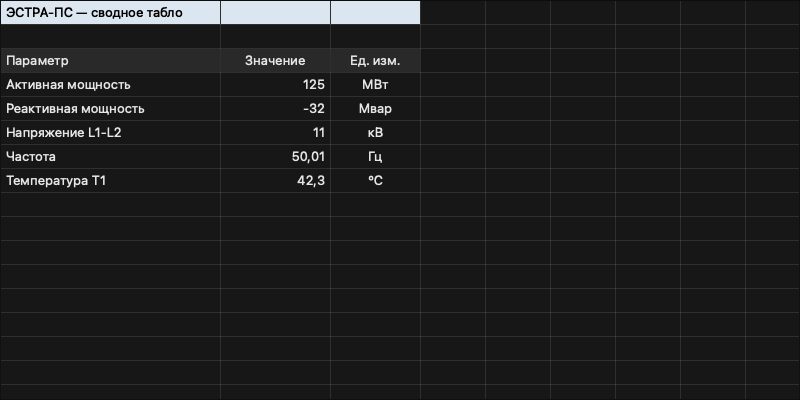 ЭСТРА-ПС — сводное табло
Параметр Значение Ед. изм.
Активная мощность 125 МВт
Реактивная мощность -32 Мвар
Напряжение L1-L2 11 кВ
Частота 50,01 Гц
Температура T1 42,3 °C